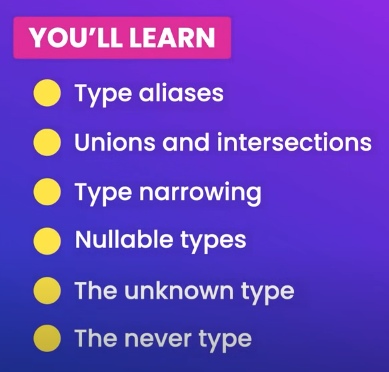 YOU'LL LEARN
Type aliases
Unions and intersections
Type narrowing
Nullable types
The unknown type
The never type